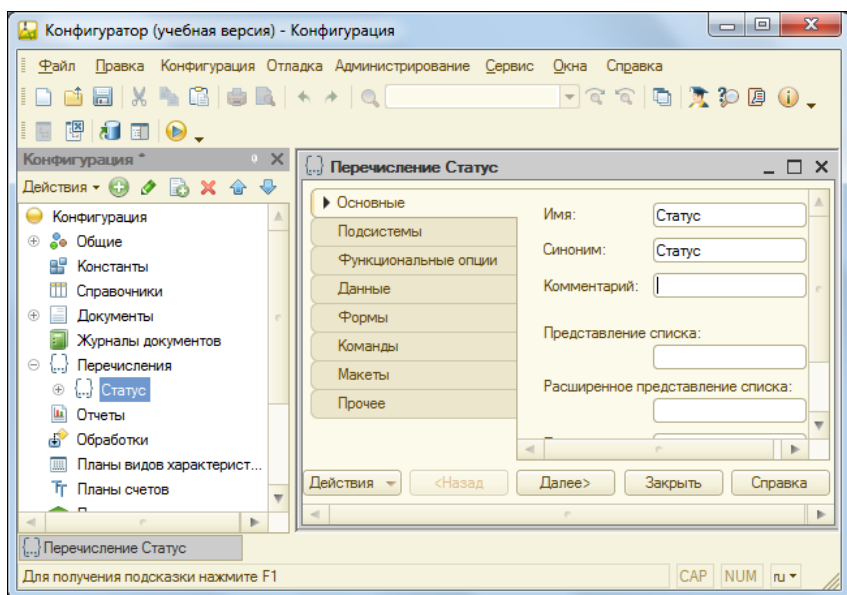 Конфигуратор (учебная версия) - Конфигурация
Файл Правка Конфигурация Отладка Администрирование Сервис Окна Справка
Конфигурация *
Действия
Конфигурация
Общие
Константы
Справочники
Документы
Журналы документов
Перечисления
Статус
Отчеты
Обработки
Планы видов характерист...
Планы счетов
Перечисление Статус
Основные
Подсистемы
Функциональные опции
Данные
Формы
Команды
Макеты
Прочее
Имя: Статус
Синоним: Статус
Комментарий:
Представление списка:
Расширенное представление списка:
Действия <Назад Далее> Закрыть Справка
Перечисление Статус
Для получения подсказки нажмите F1 CAP NUM ru